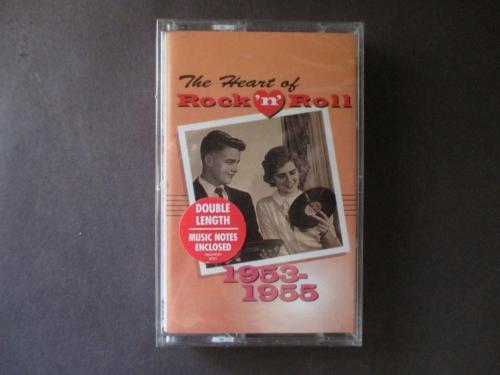 The Heart of
Rock 'n' Roll
DOUBLE
LENGTH
MUSIC NOTES
ENCLOSED
1953-
1955